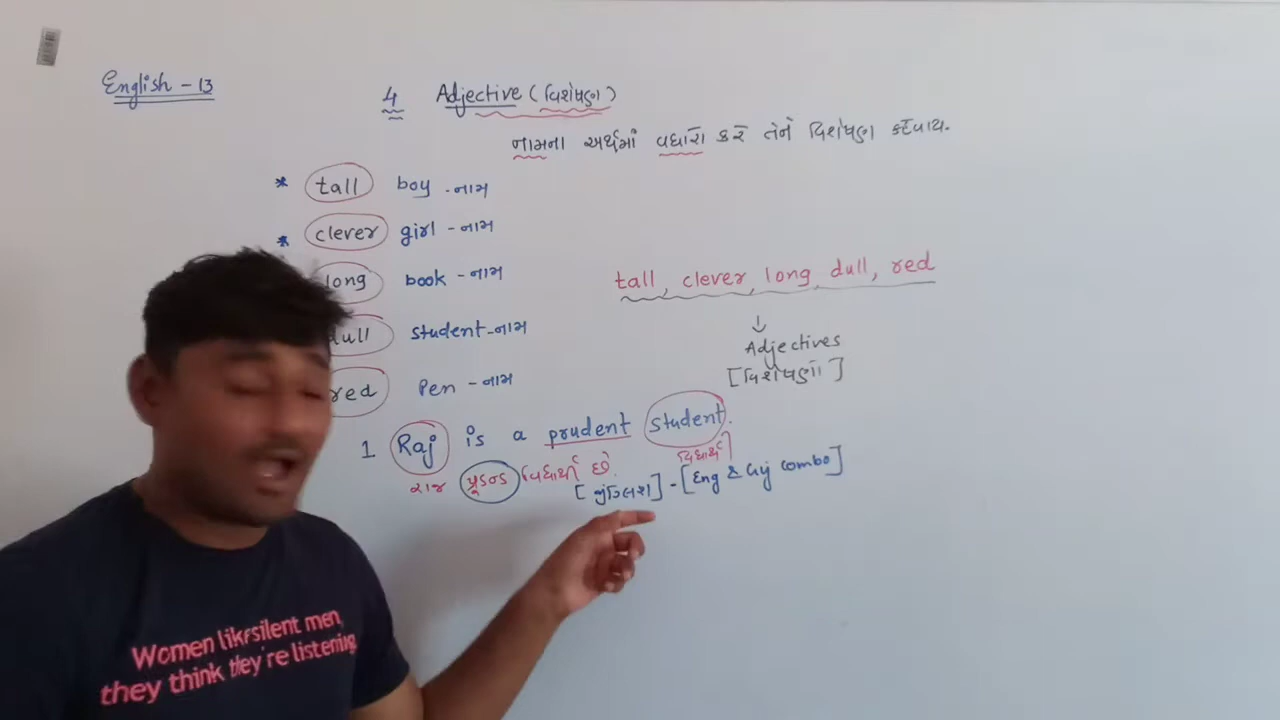 English - 13
4 Adjective (વિશેષણ)
નામના અર્થમાં વધારો કરે તેને વિશેષણ કહેવાય.
* tall boy - નામ
* clever girl - નામ
long book - નામ
dull student - નામ
red Pen - નામ
tall, clever, long, dull, red
↓
Adjectives
[વિશેષણો]
1 Raj is a prudent student.
વિદ્યાર્થી
રાજ પ્રૂડન્ડ વિદ્યાર્થી છે.
[ગુંગ્લિશ] - [Eng & Guj combo]
Women like silent men,
they think they're listening.